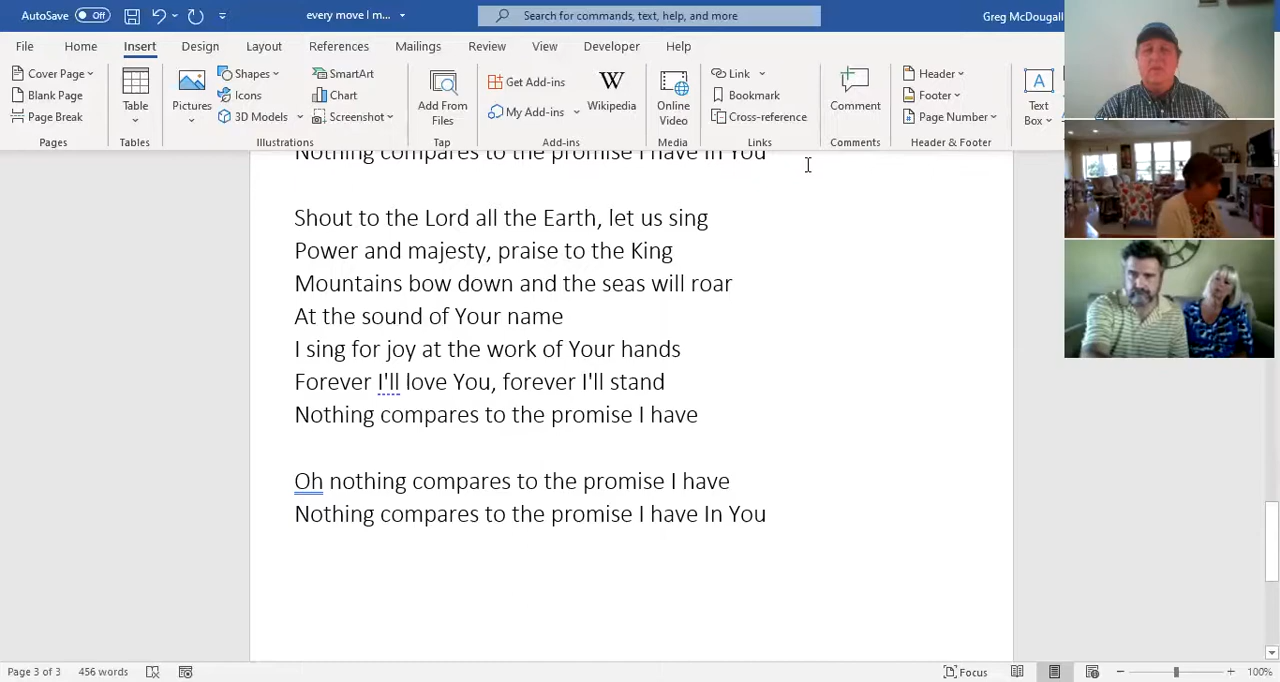 AutoSave Off every move I m... Search for commands, text, help, and more Greg McDougall
File Home Insert Design Layout References Mailings Review View Developer Help
Cover Page
Blank Page
Page Break
Pages
Table
Tables
Pictures
Shapes
Icons
3D Models
SmartArt
Chart
Screenshot
Illustrations
Add From
Files
Tap
Get Add-ins
My Add-ins
Wikipedia
Add-ins
Online
Video
Media
Link
Bookmark
Cross-reference
Links
Comment
Comments
Header
Footer
Page Number
Header & Footer
Text
Box
Nothing compares to the promise I have In You
Shout to the Lord all the Earth, let us sing
Power and majesty, praise to the King
Mountains bow down and the seas will roar
At the sound of Your name
I sing for joy at the work of Your hands
Forever I'll love You, forever I'll stand
Nothing compares to the promise I have
Oh nothing compares to the promise I have
Nothing compares to the promise I have In You
Page 3 of 3 456 words Focus 100%